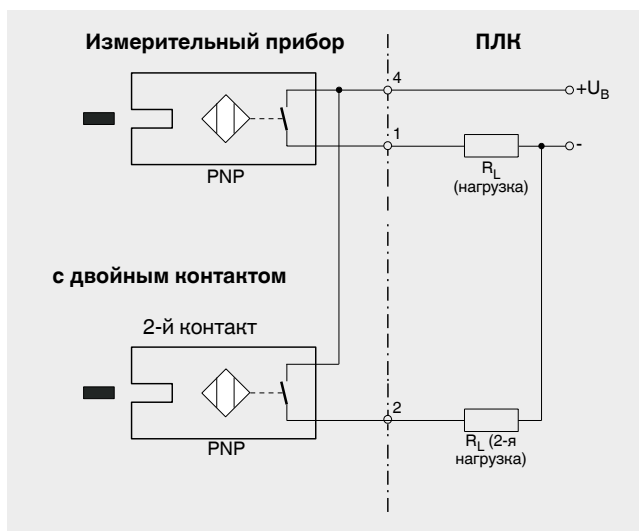 Измерительный прибор
ПЛК
4
+U_B
1
-
PNP
R_L
(нагрузка)
с двойным контактом
2-й контакт
2
PNP
R_L (2-я
нагрузка)